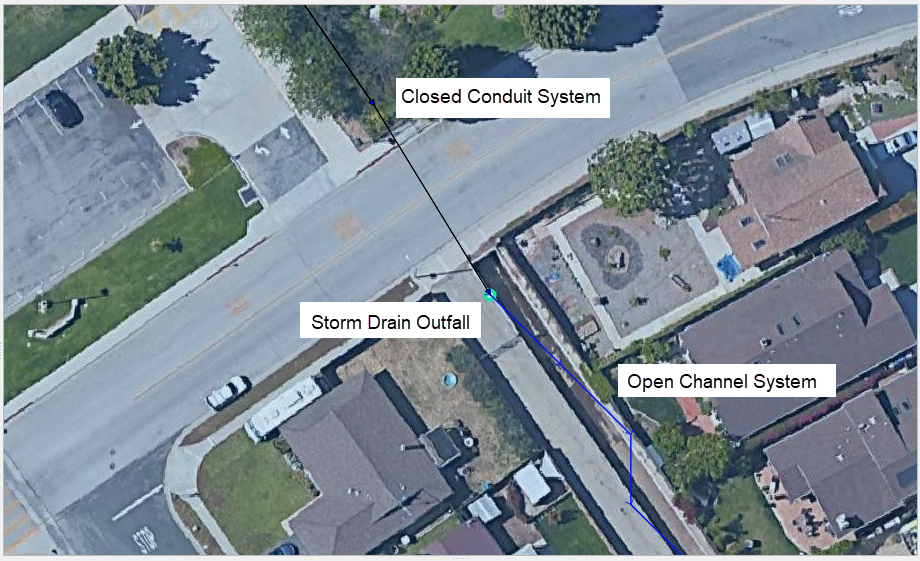 Closed Conduit System
Storm Drain Outfall
Open Channel System